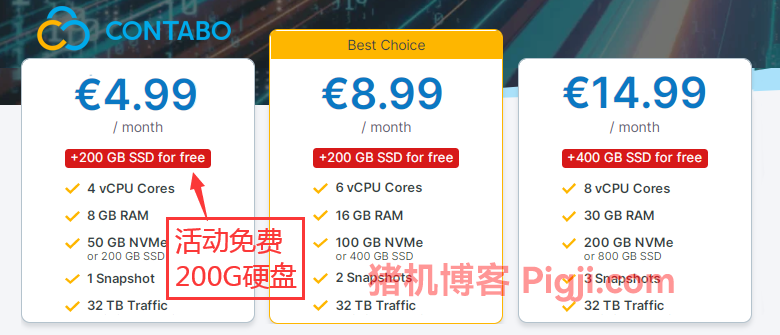 CONTABO
€4.99
/ month
+200 GB SSD for free
4 vCPU Cores
8 GB RAM
50 GB NVMe
or 200 GB SSD
1 Snapshot
32 TB Traffic
活动免费
200G硬盘
Best Choice
€8.99
/ month
+200 GB SSD for free
6 vCPU Cores
16 GB RAM
100 GB NVMe
or 400 GB SSD
2 Snapshots
32 TB Traffic
€14.99
/ month
+400 GB SSD for free
8 vCPU Cores
30 GB RAM
200 GB NVMe
or 800 GB SSD
3 Snapshots
32 TB Traffic
猪机博客 Pigji.com